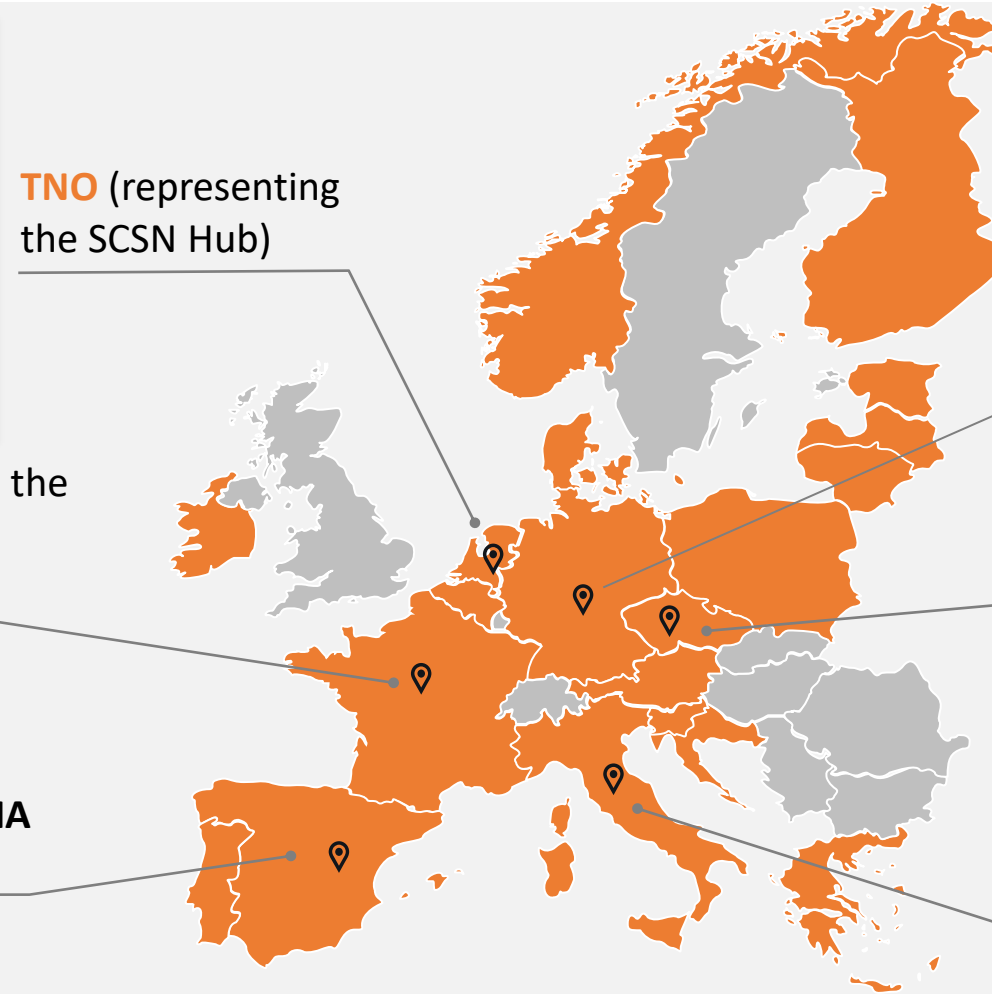 TNO (representing
the SCSN Hub)
the
IA